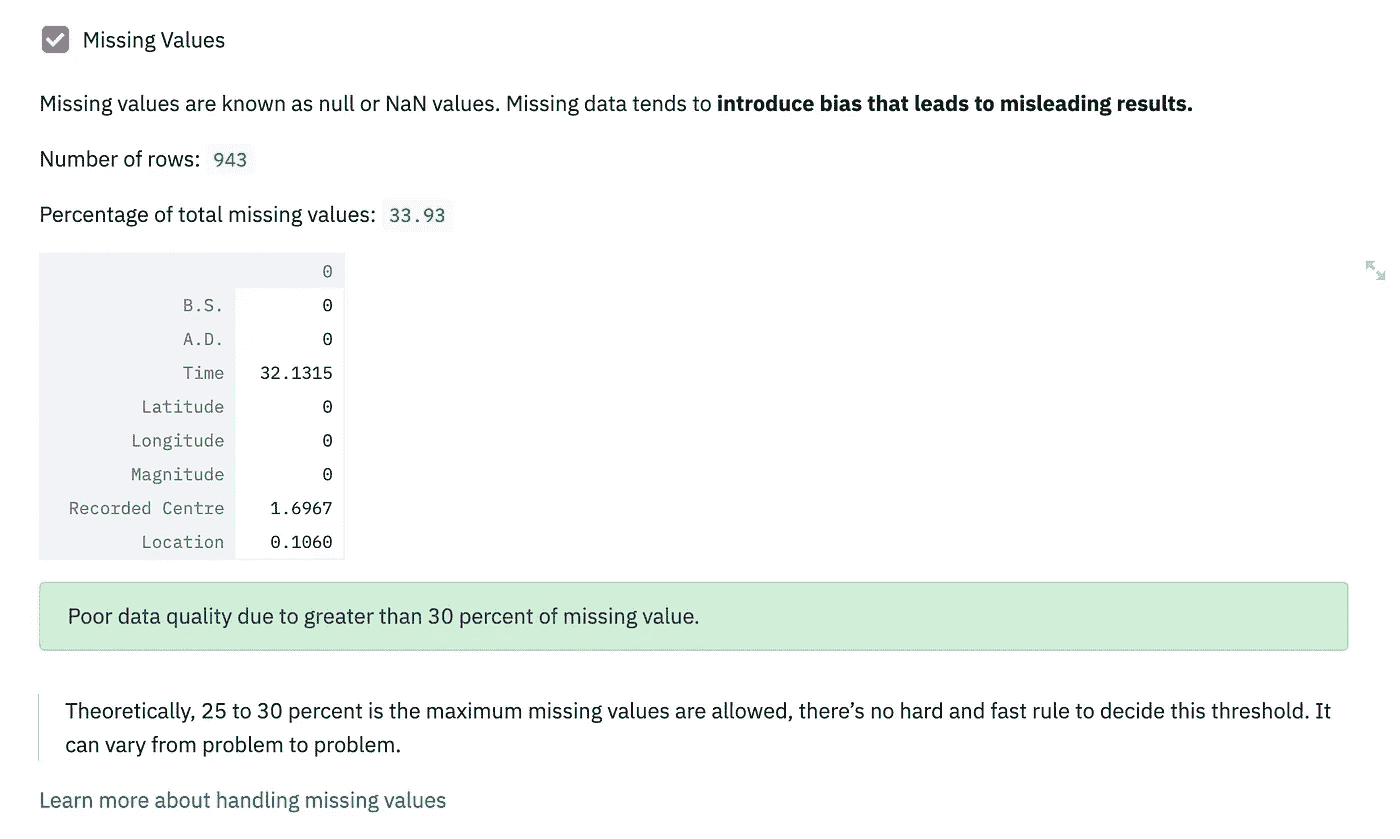 Missing Values
Missing values are known as null or NaN values. Missing data tends to introduce bias that leads to misleading results.
Number of rows: 943
Percentage of total missing values: 33.93
0
B.S. 0
A.D. 0
Time 32.1315
Latitude 0
Longitude 0
Magnitude 0
Recorded Centre 1.6967
Location 0.1060
Poor data quality due to greater than 30 percent of missing value.
Theoretically, 25 to 30 percent is the maximum missing values are allowed, there’s no hard and fast rule to decide this threshold. It
can vary from problem to problem.
Learn more about handling missing values